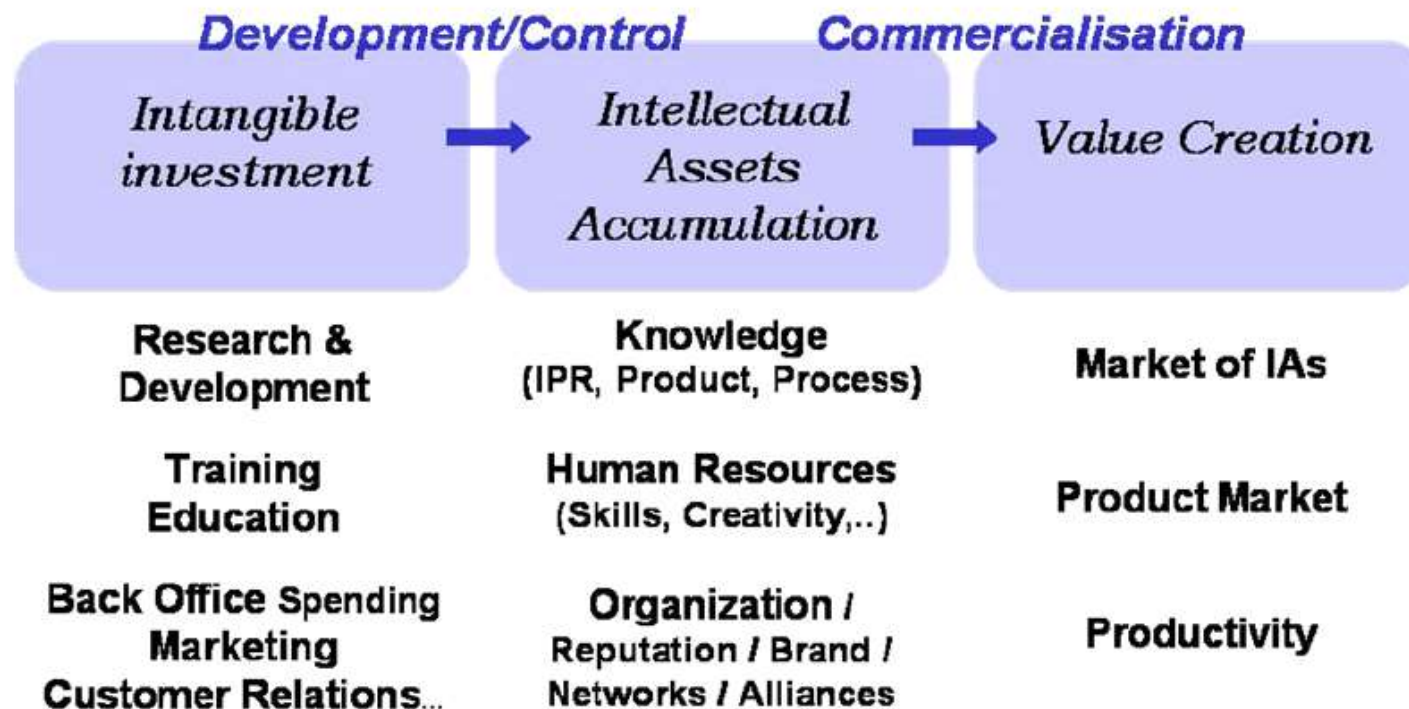 Development/Control
Commercialisation
Intangible
investment
Intellectual
Assets
Accumulation
Value Creation
Research &
Development
Knowledge
(IPR, Product, Process)
Market of IAs
Training
Education
Human Resources
(Skills, Creativity,..)
Product Market
Back Office Spending
Marketing
Customer Relations...
Organization /
Reputation / Brand /
Networks / Alliances
Productivity